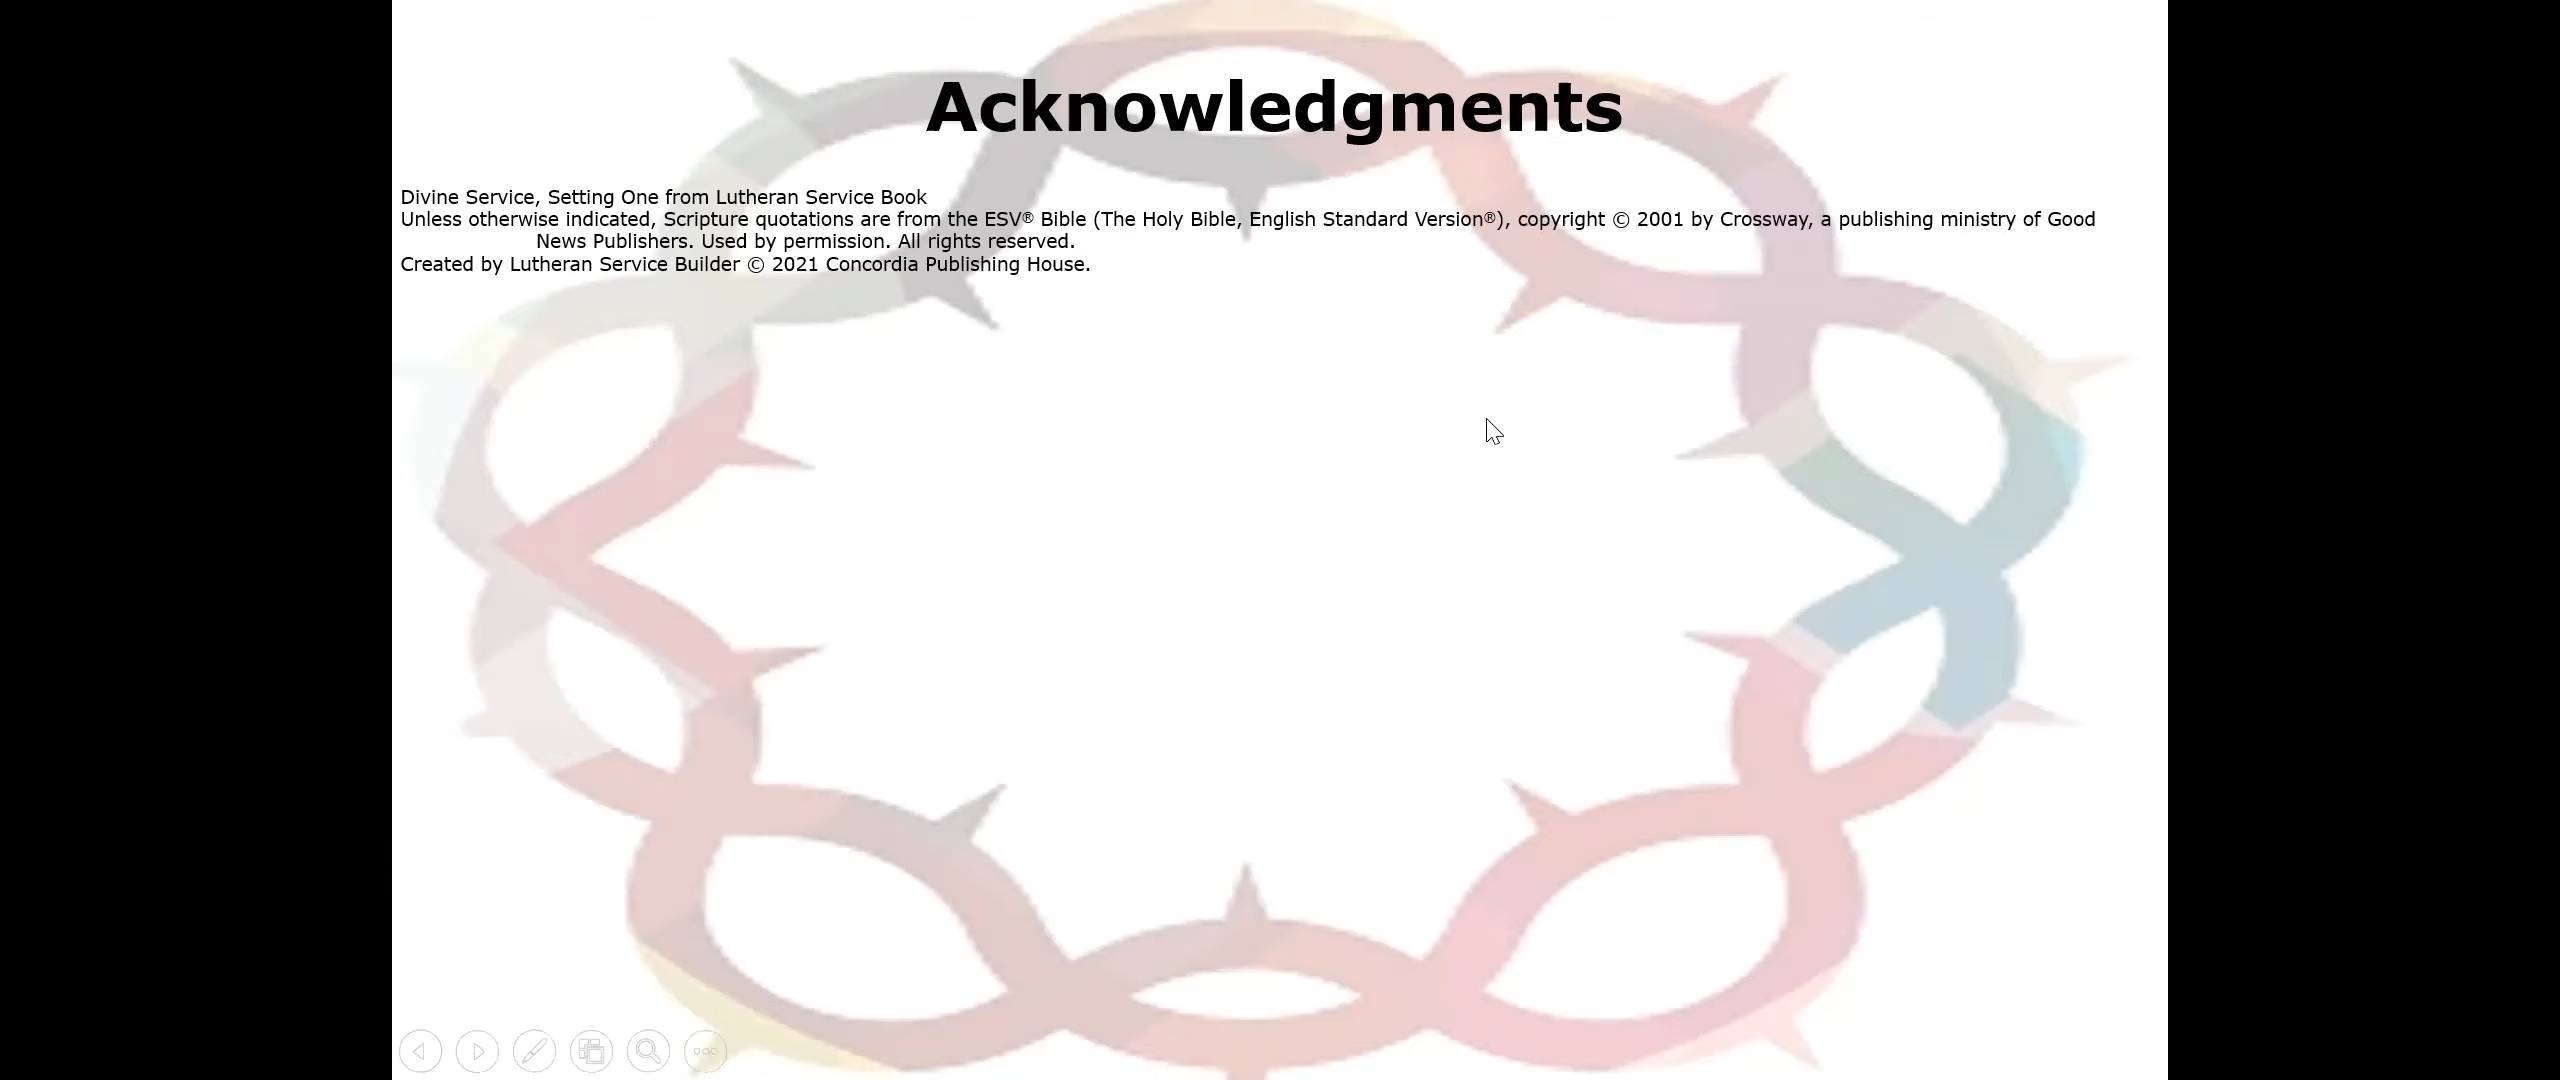 Acknowledgments
Divine Service, Setting One from Lutheran Service Book
Unless otherwise indicated, Scripture quotations are from the ESV® Bible (The Holy Bible, English Standard Version®), copyright © 2001 by Crossway, a publishing ministry of Good
News Publishers. Used by permission. All rights reserved.
Created by Lutheran Service Builder © 2021 Concordia Publishing House.